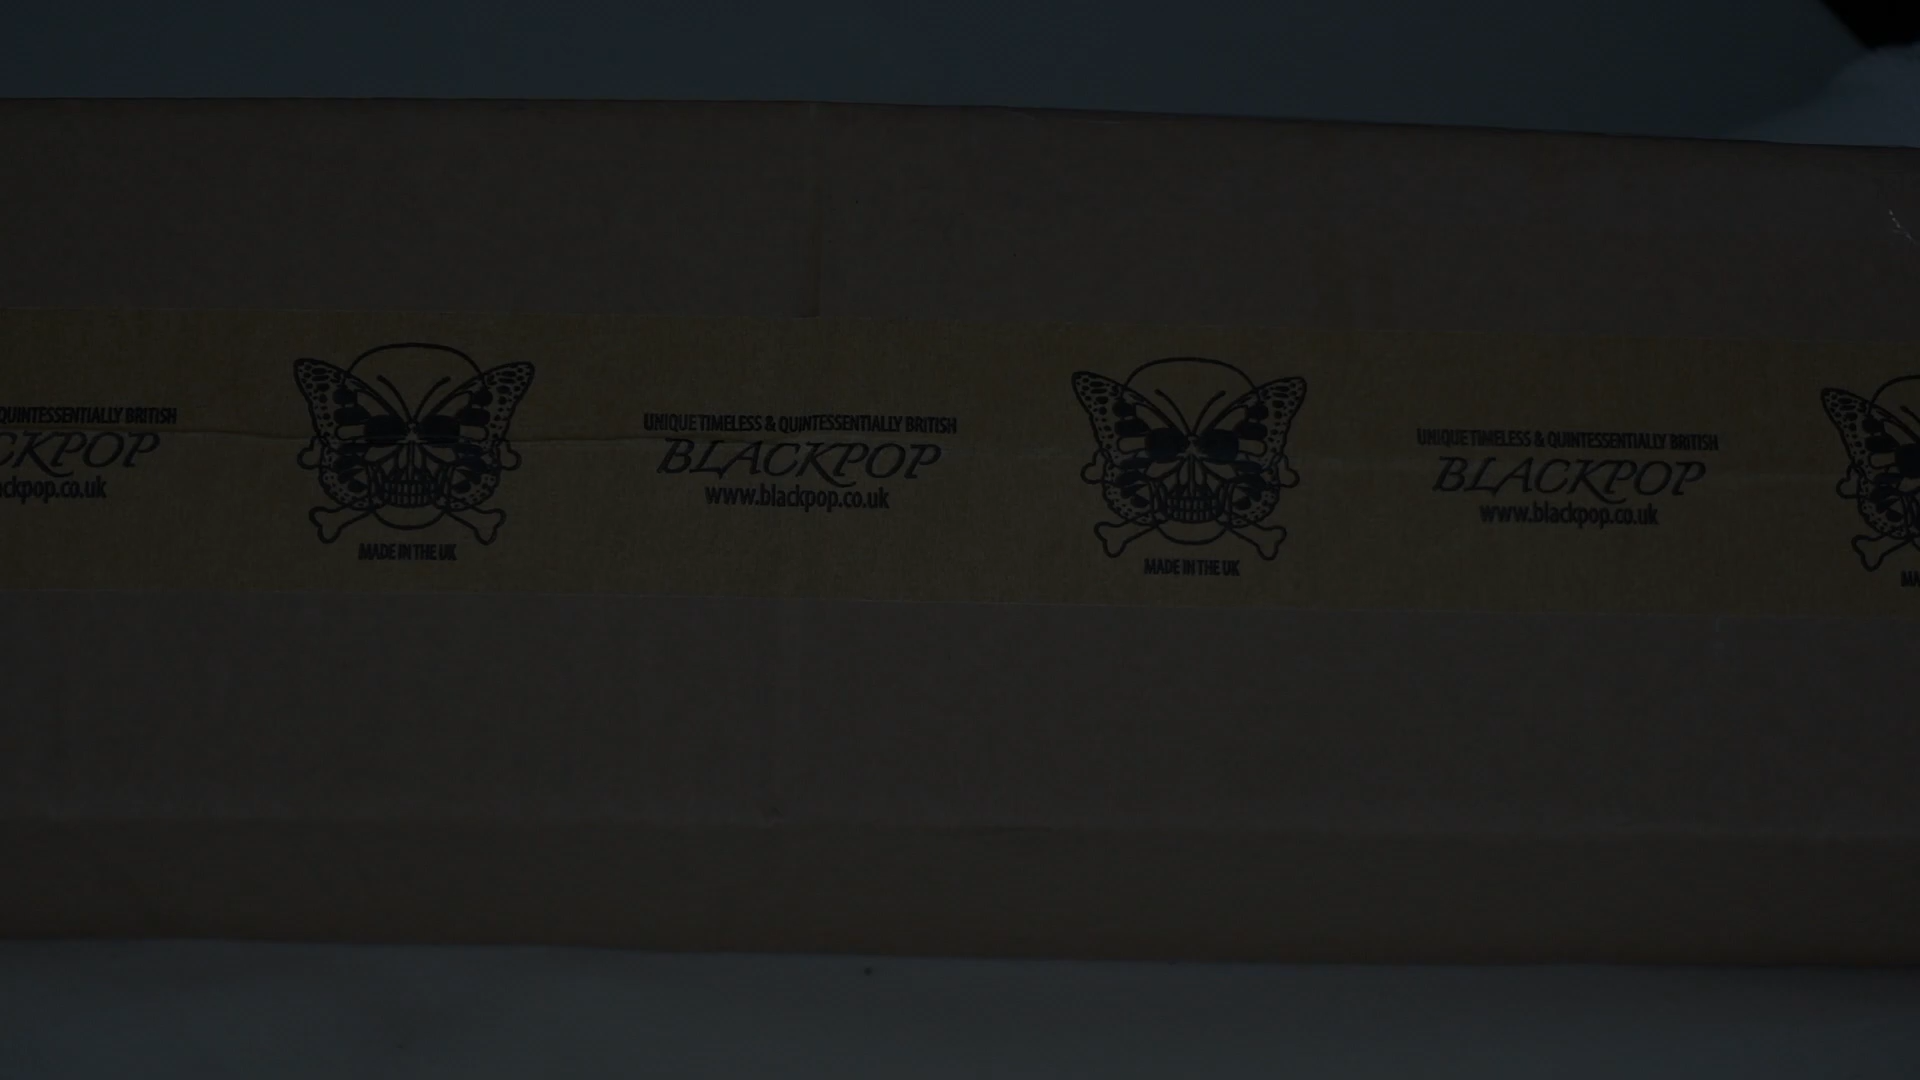 QUINTESSENTIALLY BRITISH
CKPOP
ckpop.co.uk
MADE IN THE UK
UNIQUE TIMELESS & QUINTESSENTIALLY BRITISH
BLACKPOP
www.blackpop.co.uk
MADE IN THE UK
UNIQUE TIMELESS & QUINTESSENTIALLY BRITISH
BLACKPOP
www.blackpop.co.uk
MA